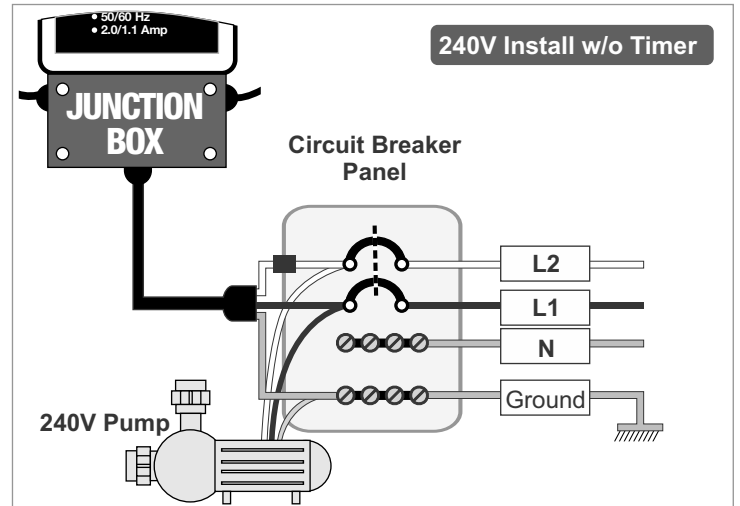 • 50/60 Hz
• 2.0/1.1 Amp
240V Install w/o Timer
JUNCTION
BOX
Circuit Breaker
Panel
L2
L1
N
Ground
240V Pump